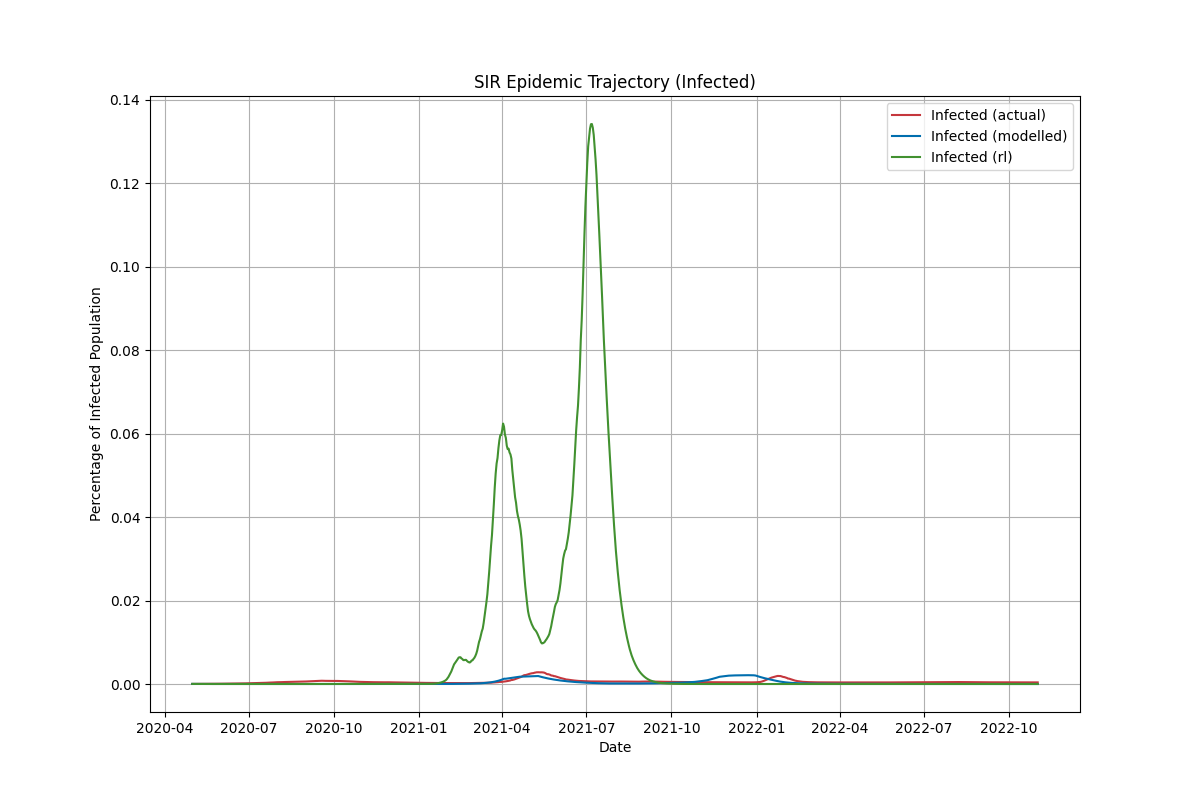 SIR Epidemic Trajectory (Infected)
Infected (actual)
Infected (modelled)
Infected (rl)
Percentage of Infected Population
0.14
0.12
0.10
0.08
0.06
0.04
0.02
0.00
2020-04 2020-07 2020-10 2021-01 2021-04 2021-07 2021-10 2022-01 2022-04 2022-07 2022-10
Date